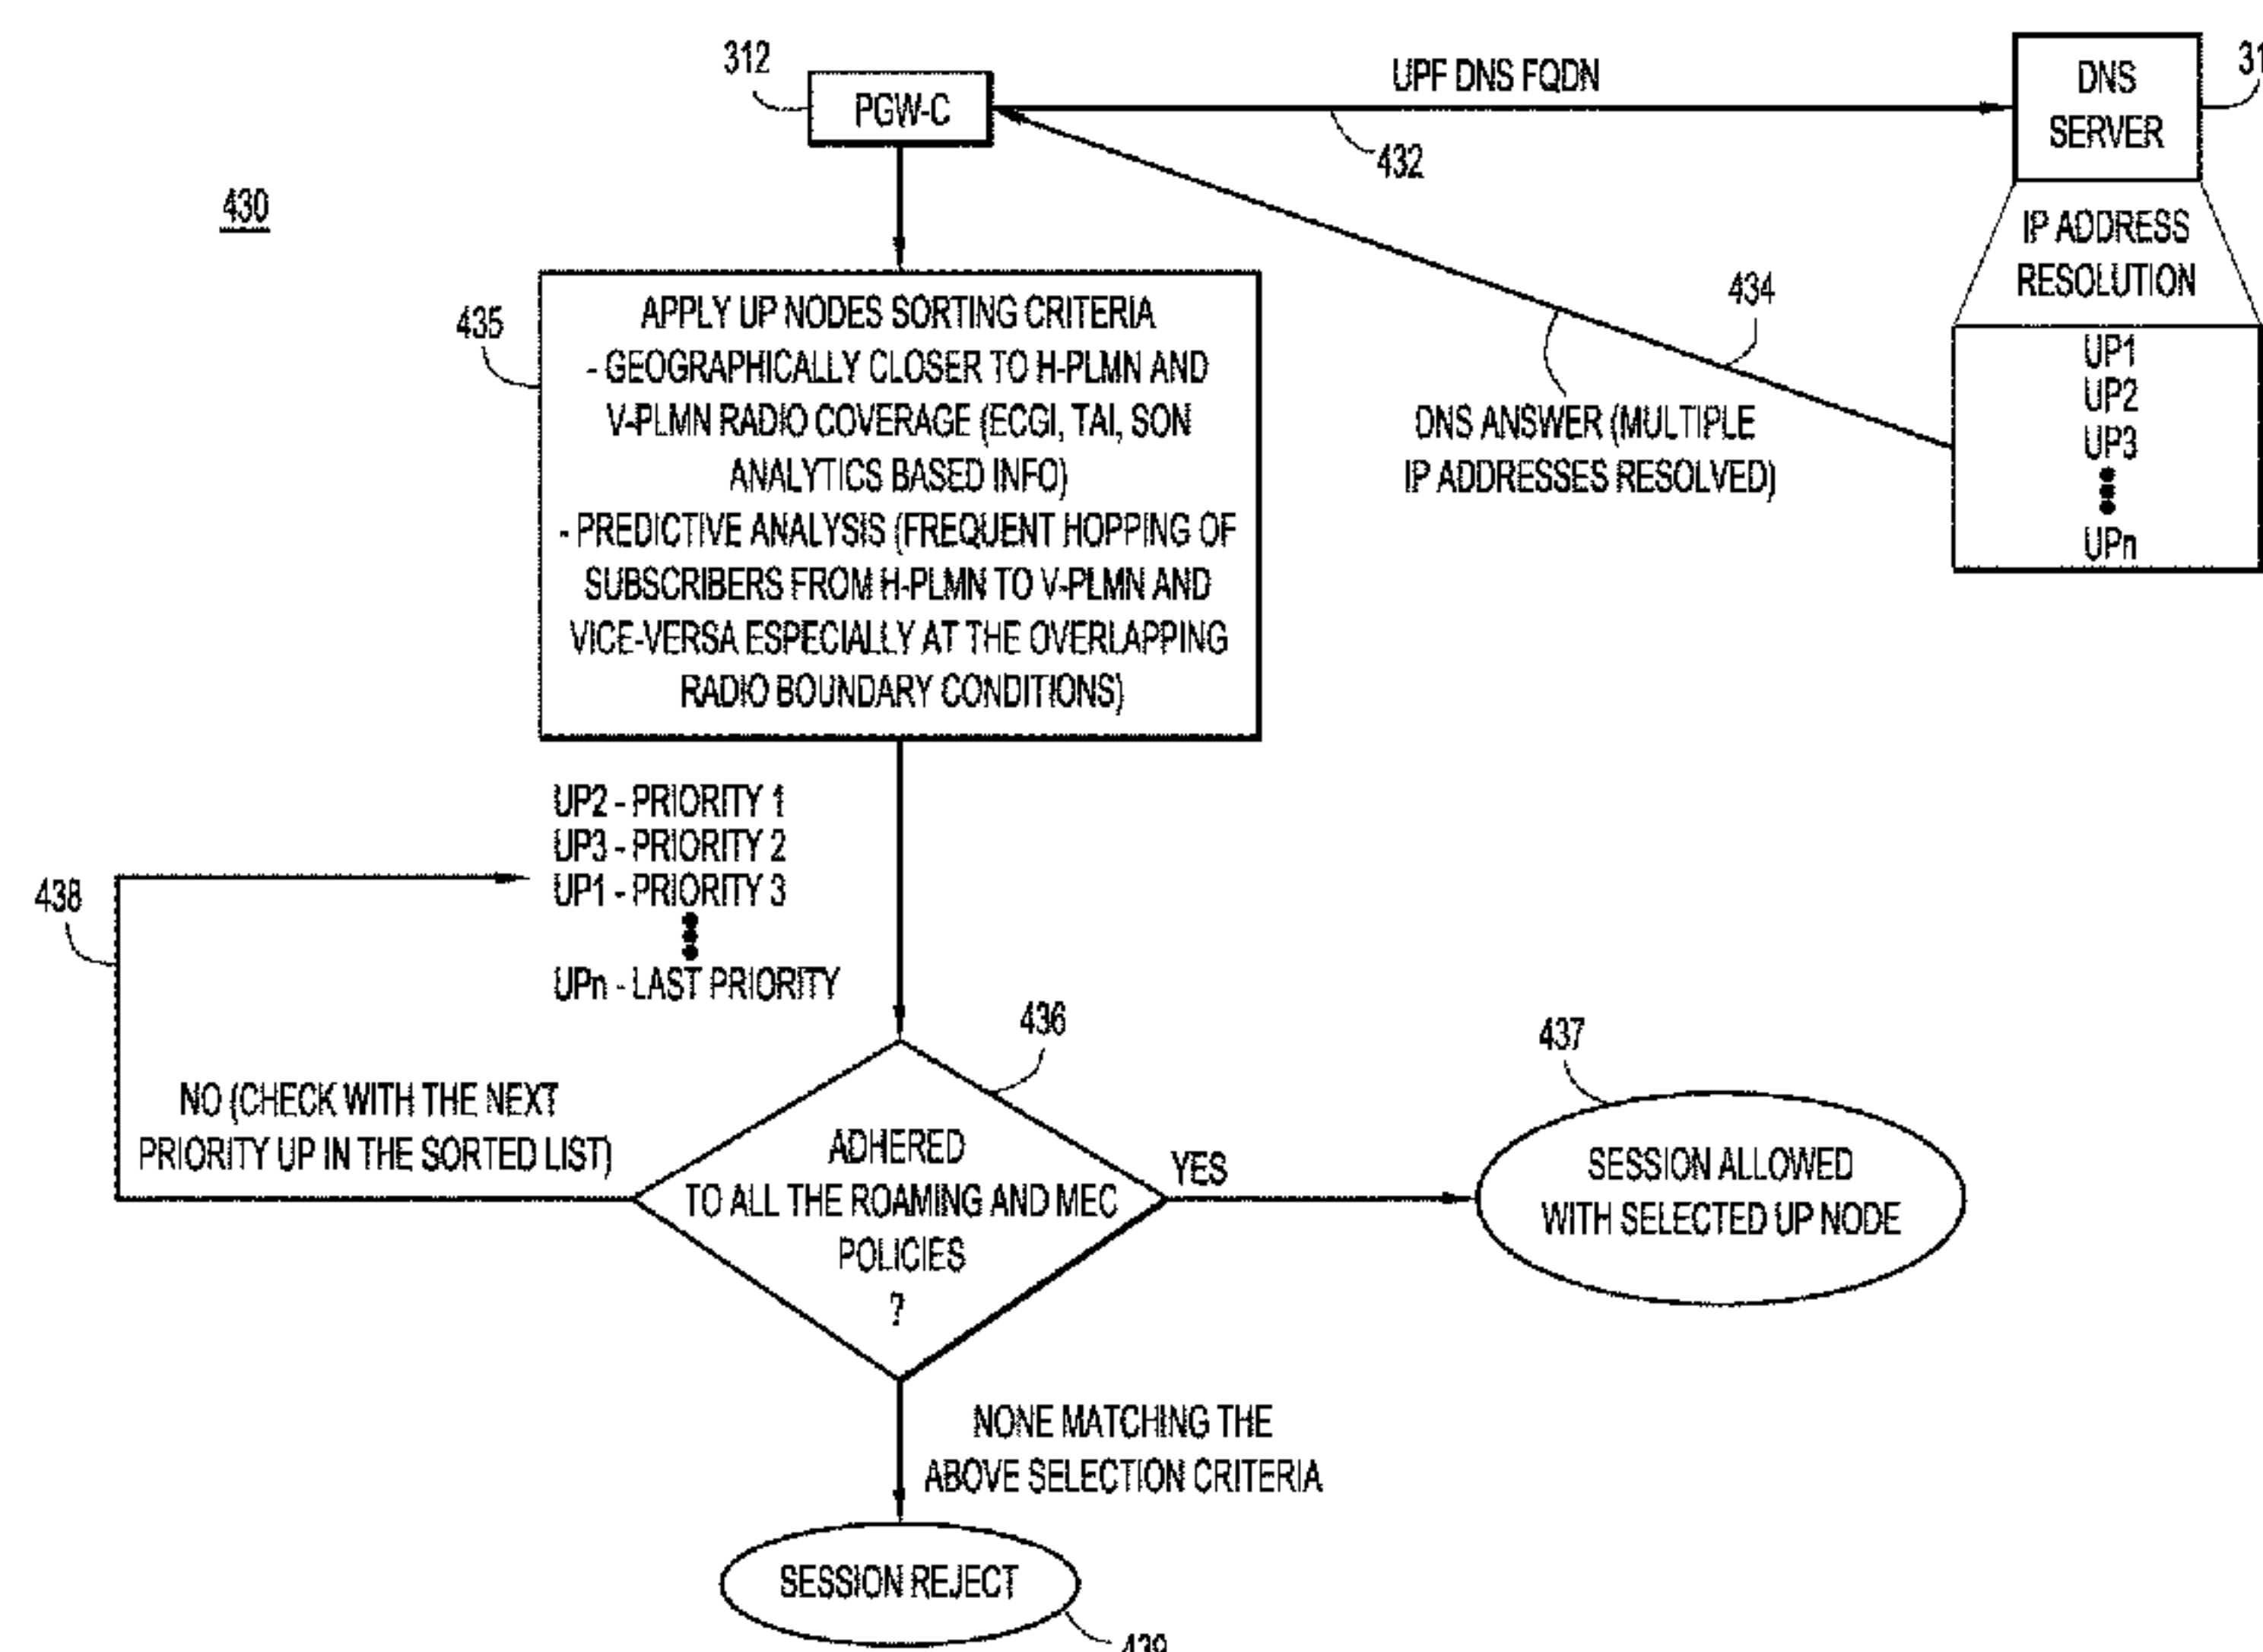 312
PGW-C
UPF DNS FQDN
432
DNS
SERVER
430
IP ADDRESS
RESOLUTION
434
435
APPLY UP NODES SORTING CRITERIA
- GEOGRAPHICALLY CLOSER TO H-PLMN AND
V-PLMN RADIO COVERAGE (ECGI, TAI, SON
ANALYTICS BASED INFO)
- PREDICTIVE ANALYSIS (FREQUENT HOPPING OF
SUBSCRIBERS FROM H-PLMN TO V-PLMN AND
VICE-VERSA ESPECIALLY AT THE OVERLAPPING
RADIO BOUNDARY CONDITIONS)
DNS ANSWER (MULTIPLE
IP ADDRESSES RESOLVED)
UP1
UP2
UP3
UPn
UP2 - PRIORITY 1
UP3 - PRIORITY 2
UP1 - PRIORITY 3
UPn - LAST PRIORITY
438
436
437
NO (CHECK WITH THE NEXT
PRIORITY UP IN THE SORTED LIST)
ADHERED
TO ALL THE ROAMING AND MEC
POLICIES
?
YES
SESSION ALLOWED
WITH SELECTED UP NODE
NONE MATCHING THE
ABOVE SELECTION CRITERIA
SESSION REJECT
439